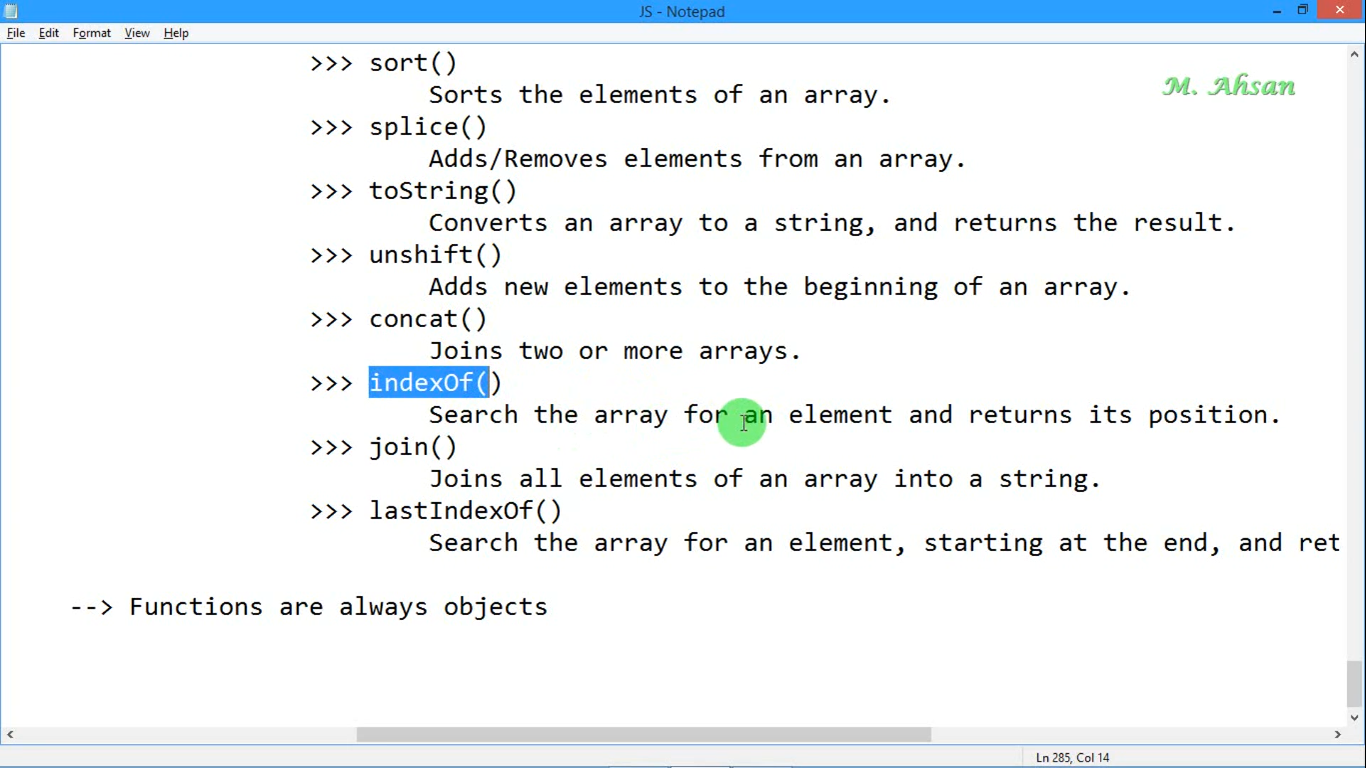 JS - Notepad
File Edit Format View Help
>>> sort()
M. Ahsan
Sorts the elements of an array.
>>> splice()
Adds/Removes elements from an array.
>>> toString()
Converts an array to a string, and returns the result.
>>> unshift()
Adds new elements to the beginning of an array.
>>> concat()
Joins two or more arrays.
>>> indexOf()
Search the array for an element and returns its position.
>>> join()
Joins all elements of an array into a string.
>>> lastIndexOf()
Search the array for an element, starting at the end, and ret
--> Functions are always objects
Ln 285, Col 14